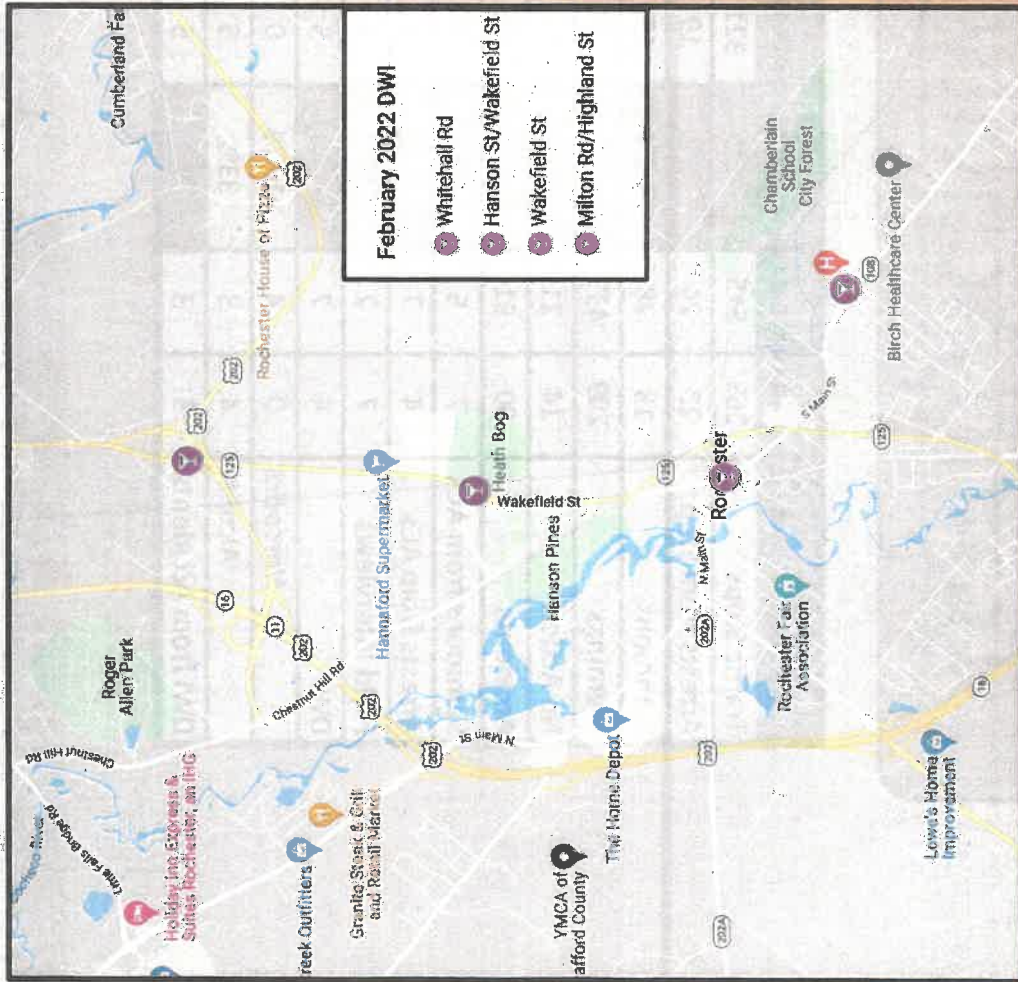 Cumberland Fa
202
Rochester House of Pizza
202
202
125
Roger
Allen Park
16
11
202
Chestnut Hill Rd
Chestnut Hill Rd
Little Falls Bridge Rd
Holiday Inn Express &
Suites Rochester, an IHG
Hannaford Supermarket
202
N Main St
202
reek Outfitters
Granite Steak & Grill
and Retail Market
Heath Bog
Wakefield St
Hanson Pines
The Home Depot
YMCA of
afford County
125
N Main St
202A
202
202A
Rochester
S Main St
Rochester Fair
Association
125
16
Lowe's Home
Improvement
Chamberlain
School
City Forest
H
108
Birch Healthcare Center
February 2022 DWI
Whitehall Rd
Hanson St/Wakefield St
Wakefield St
Milton Rd/Highland St